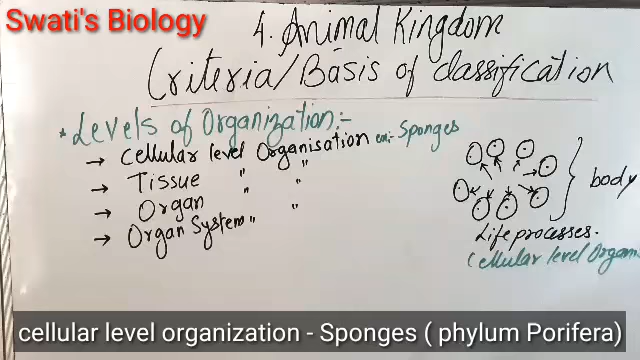 Swati's Biology
4. Animal Kingdom
Criteria/Basis of classification
* Levels of Organization:-
→ Cellular level Organisation ex:- Sponges
→ Tissue " "
→ Organ " "
→ Organ System " "
body
Life processes.
(Cellular level Organis
cellular level organization - Sponges ( phylum Porifera)